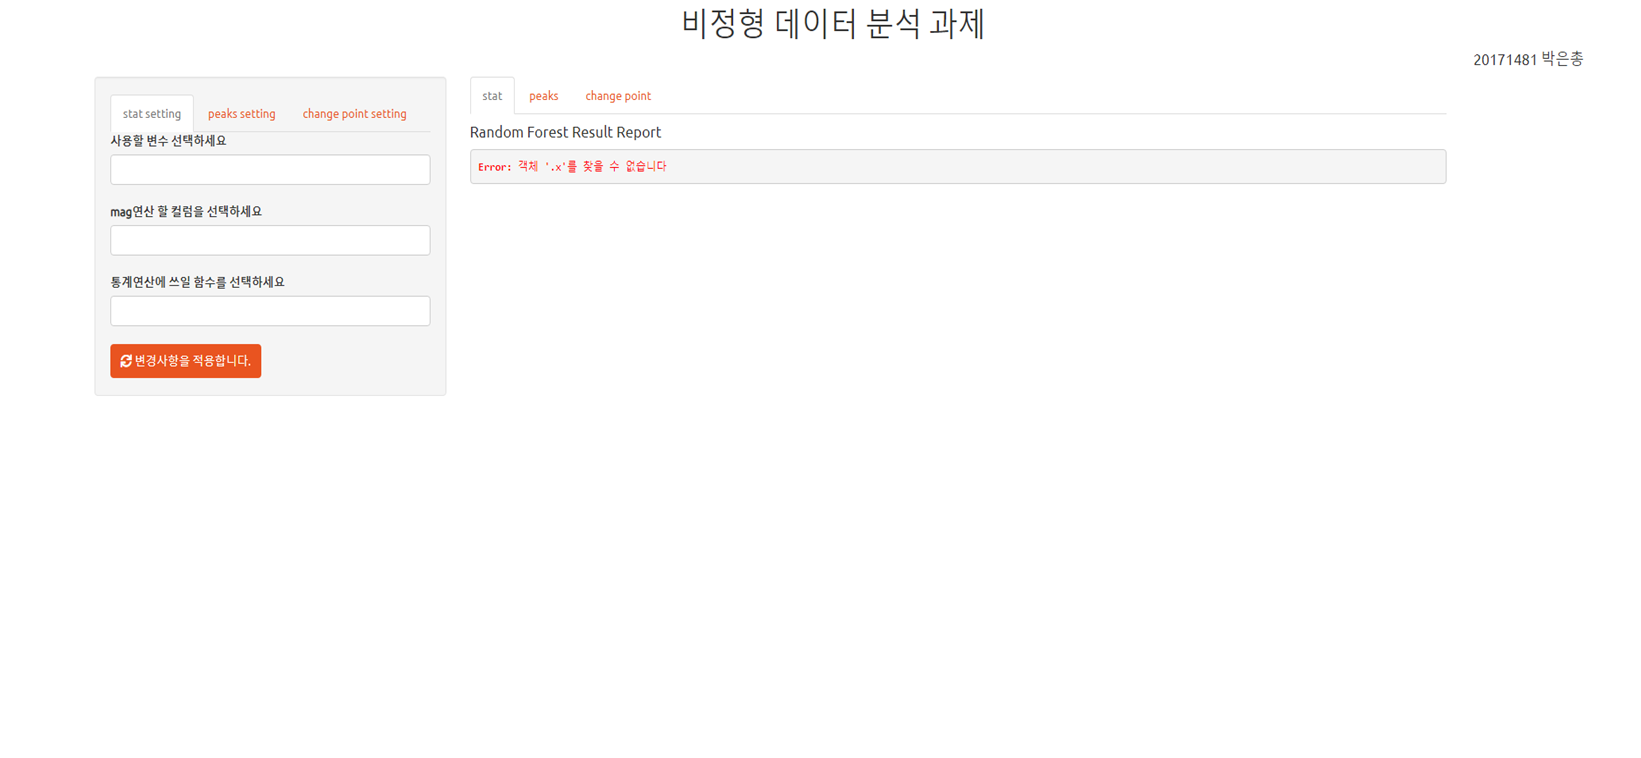 비정형 데이터 분석 과제
20171481 박은총
stat setting peaks setting change point setting
사용할 변수 선택하세요
mag연산 할 컬럼을 선택하세요
통계연산에 쓰일 함수를 선택하세요
변경사항을 적용합니다.
stat peaks change point
Random Forest Result Report
Error: 객체 '.x'를 찾을 수 없습니다